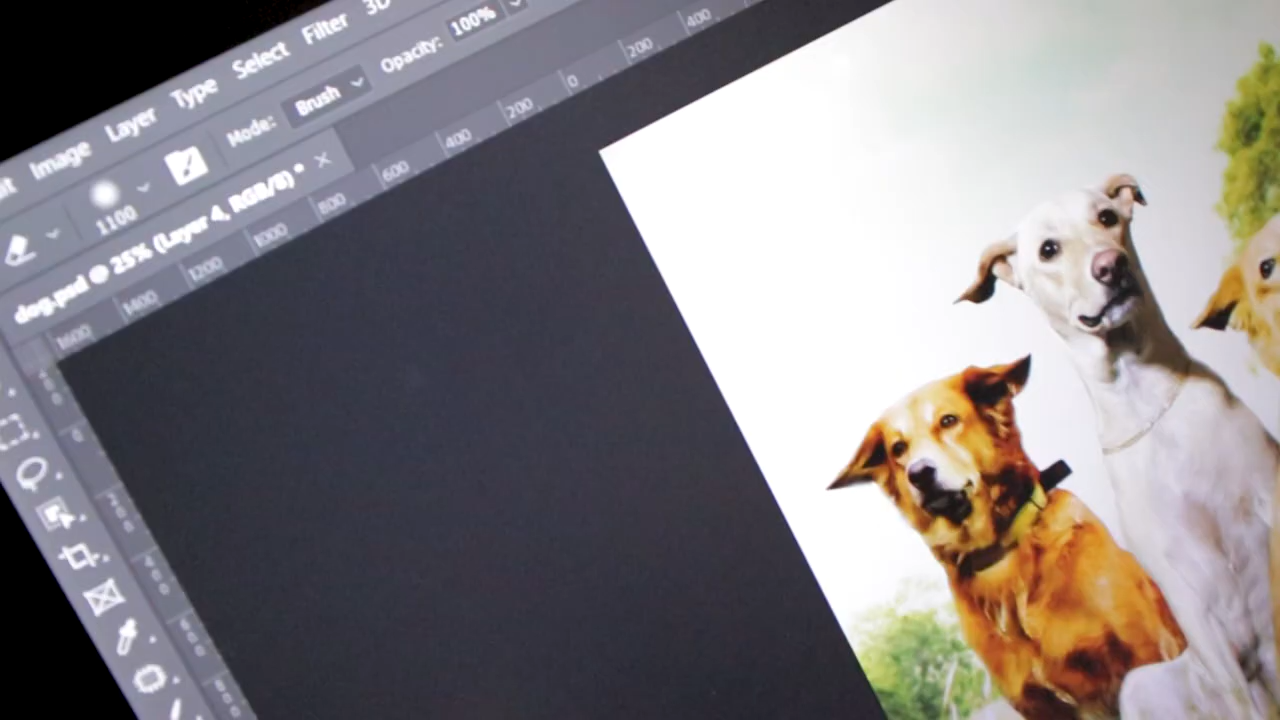 Image Layer Type Select Filter 3D
1100 Mode: Brush Opacity: 100%
dog.psd @ 25% (Layer 4, RGB/8) *
1600 1400 1200 1000 800 600 400 200 0 200 400